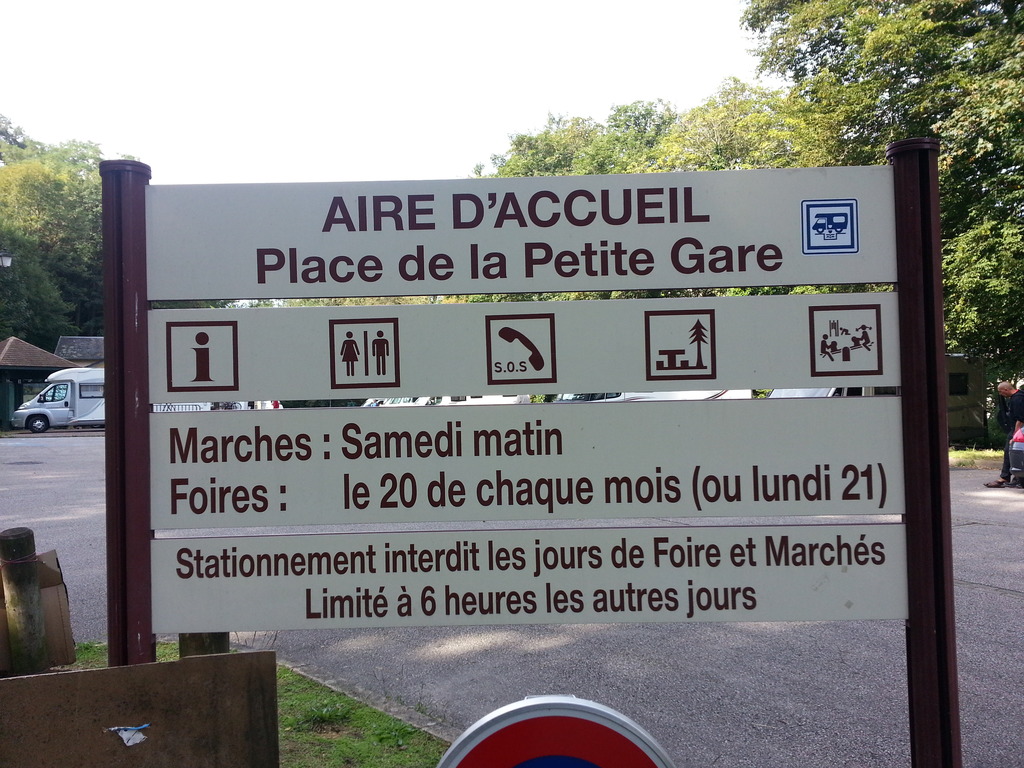 AIRE D'ACCUEIL
Place de la Petite Gare
S.O.S
Marches : Samedi matin
Foires : le 20 de chaque mois (ou lundi 21)
Stationnement interdit les jours de Foire et Marchés
Limité à 6 heures les autres jours